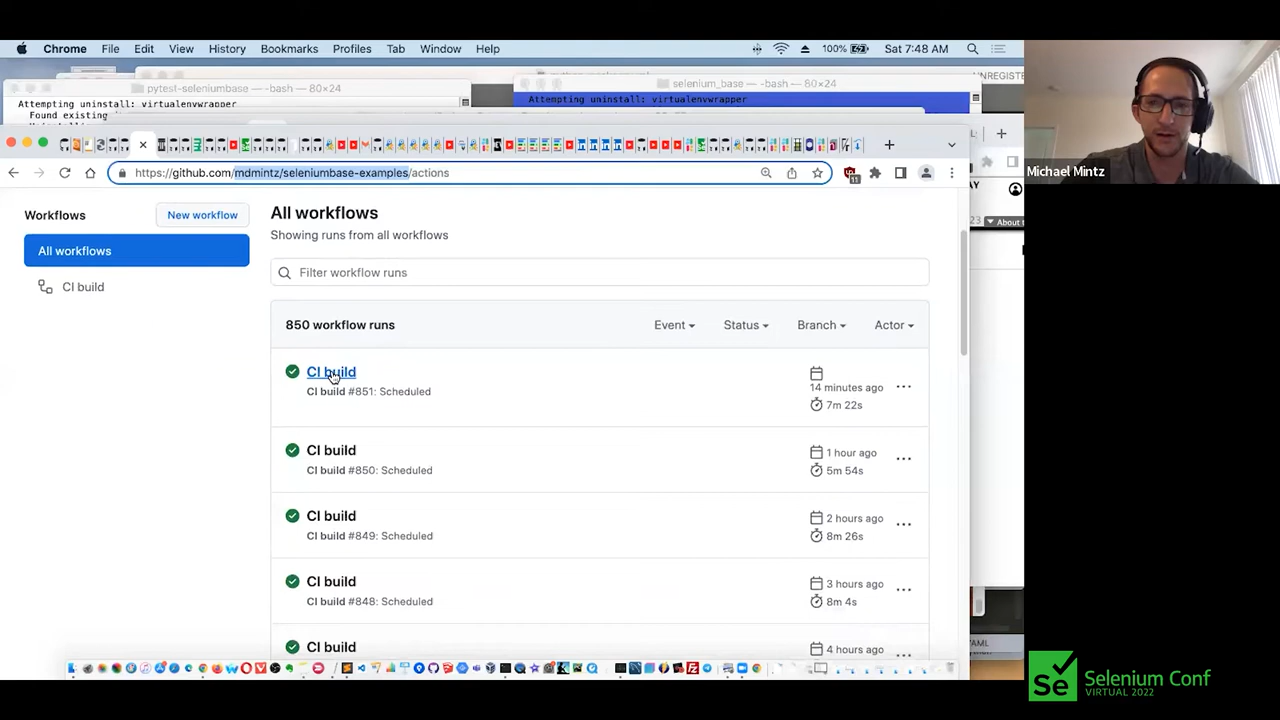 Chrome File Edit View History Bookmarks Profiles Tab Window Help
100% Sat 7:48 AM
pytest-seleniumbase — -bash — 80×24
selenium_base — -bash — 80×24
UNREGISTE
Attempting uninstall: virtualenvwrapper
Attempting uninstall: virtualenvwrapper
Found existing
https://github.com/mdmintz/seleniumbase-examples/actions
11
Michael Mintz
About t
Workflows
New workflow
All workflows
CI build
All workflows
Showing runs from all workflows
Filter workflow runs
850 workflow runs
Event
Status
Branch
Actor
CI build
CI build #851: Scheduled
14 minutes ago
7m 22s
CI build
CI build #850: Scheduled
1 hour ago
5m 54s
CI build
CI build #849: Scheduled
2 hours ago
8m 26s
CI build
CI build #848: Scheduled
3 hours ago
8m 4s
CI build
4 hours ago
Se
Selenium Conf
VIRTUAL 2022